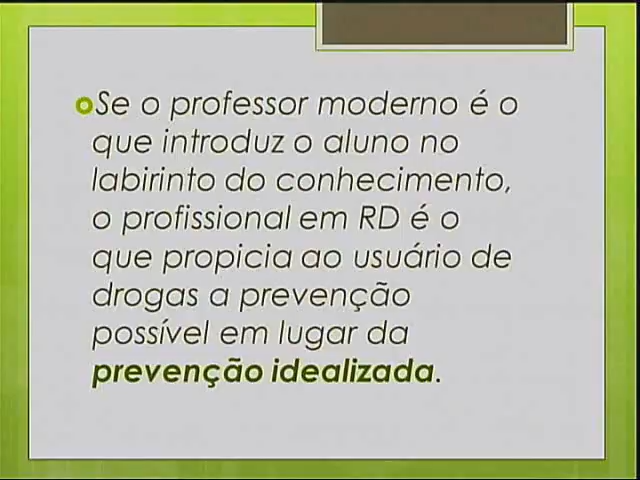 Se o professor moderno é o
que introduz o aluno no
labirinto do conhecimento,
o profissional em RD é o
que propicia ao usuário de
drogas a prevenção
possível em lugar da
prevenção idealizada.